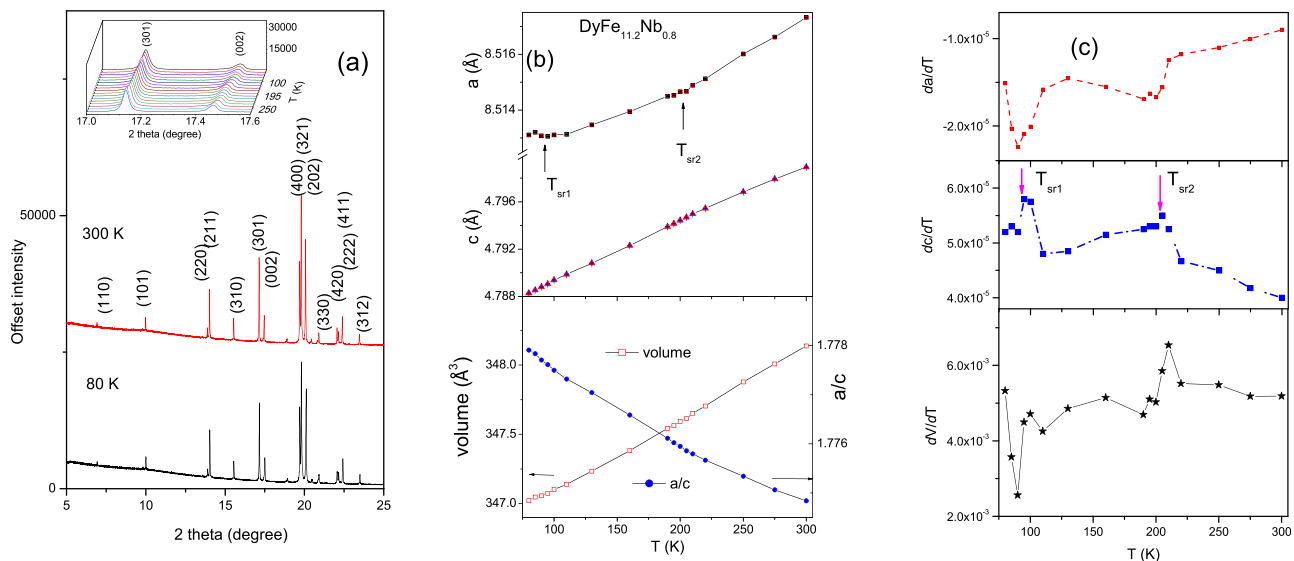 (a)
(301)
(002)
30000
15000
0
100
195
250
T (K)
17.0
17.2
17.4
17.6
2 theta (degree)
50000
0
Offset intensity
300 K
80 K
(110)
(101)
(220)
(211)
(310)
(301)
(002)
(400)
(321)
(202)
(330)
(420)
(222)
(411)
(312)
5
10
15
20
25
2 theta (degree)
DyFe11.2Nb0.8
(b)
8.516
8.514
a (Å)
Tsr1
Tsr2
4.796
4.792
4.788
c (Å)
348.0
347.5
347.0
volume (Å3)
volume
a/c
1.778
1.776
a/c
100
150
200
250
300
T (K)
(c)
-1.0x10-5
-2.0x10-5
da/dT
6.0x10-5
5.0x10-5
4.0x10-5
dc/dT
Tsr1
Tsr2
6.0x10-3
4.0x10-3
2.0x10-3
dV/dT
100
150
200
250
300
T (K)